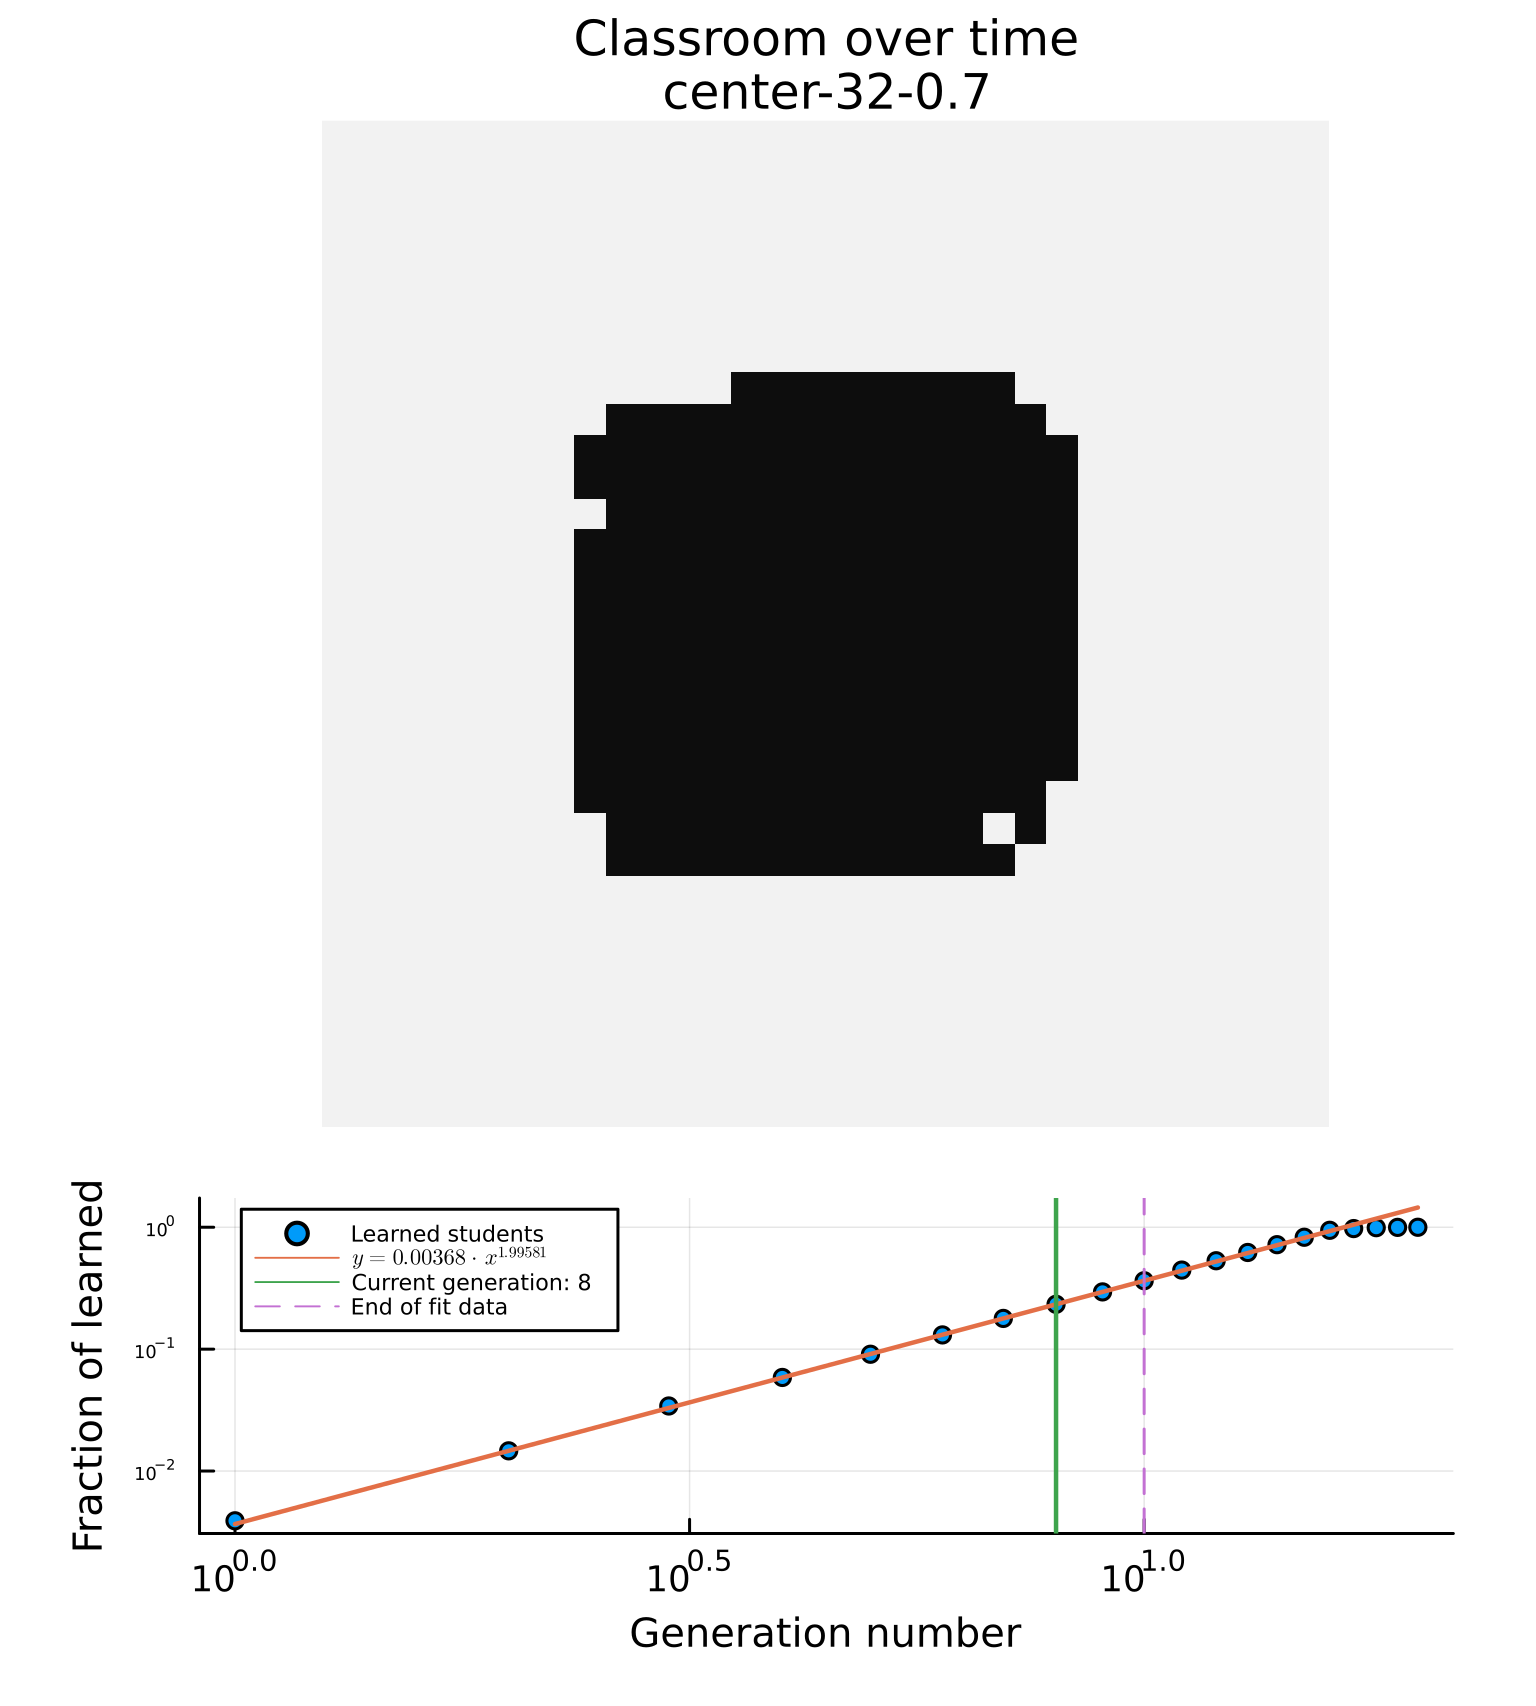 Classroom over time
center-32-0.7
Fraction of learned
10⁰
10⁻¹
10⁻²
Learned students
y = 0.00368 · x^1.99581
Current generation: 8
End of fit data
10^0.0 10^0.5 10^1.0
Generation number